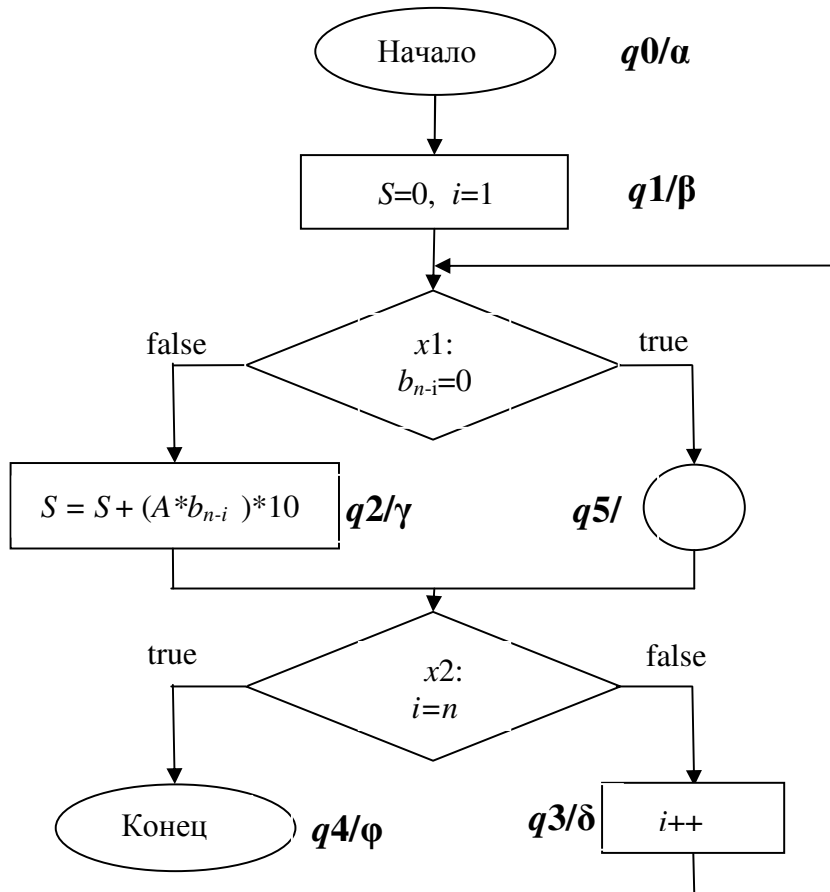 Начало
q0/α
S=0, i=1
q1/β
false
x1:
true
bn-i=0
S = S + (A*bn-i )*10
q2/γ
q5/
true
x2:
false
i=n
Конец
q4/φ
q3/δ
i++